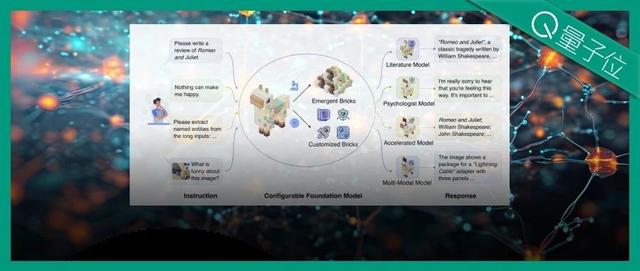 量子位
Please write a
review of Romeo
and Juliet.
Nothing can make
me happy.
Please extract
named entities from
the long inputs: ...
What is
funny about
this image?
Instruction
Emergent Bricks
Customized Bricks
Configurable Foundation Model
Literature Model
Psychologist Model
Accelerated Model
Multi-Modal Model
"Romeo and Juliet", a
classic tragedy written by
William Shakespeare, ...
I'm really sorry to hear
that you're feeling this
way. It's important to ...
Romeo and Juliet;
William Shakespeare;
John Shakespeare; ...
The image shows a
package for a "Lightning
Cable" adapter with
three panels ...
Response